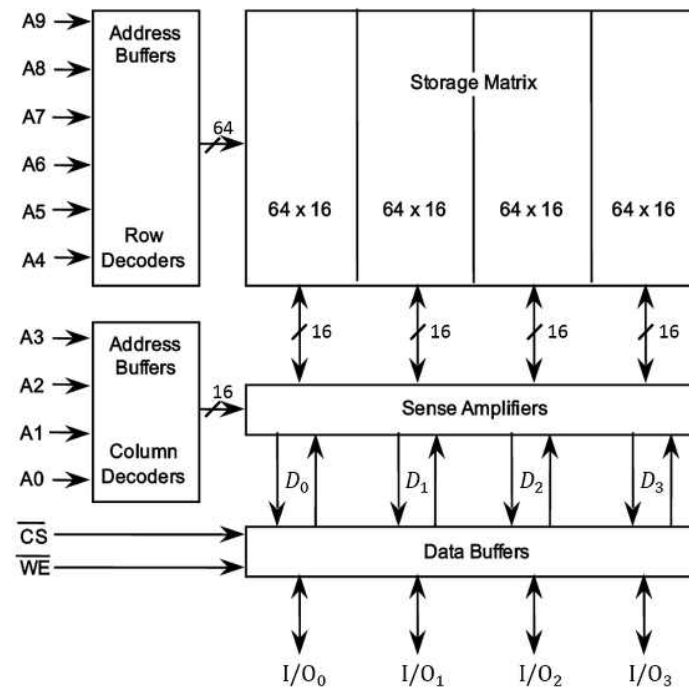 A9
A8
A7
A6
A5
A4
Address
Buffers
Row
Decoders
64
Storage Matrix
64 x 16
64 x 16
64 x 16
64 x 16
16
16
16
16
A3
A2
A1
A0
Address
Buffers
Column
Decoders
16
Sense Amplifiers
D₀
D₁
D₂
D₃
C̅S̅
W̅E̅
Data Buffers
I/O₀
I/O₁
I/O₂
I/O₃